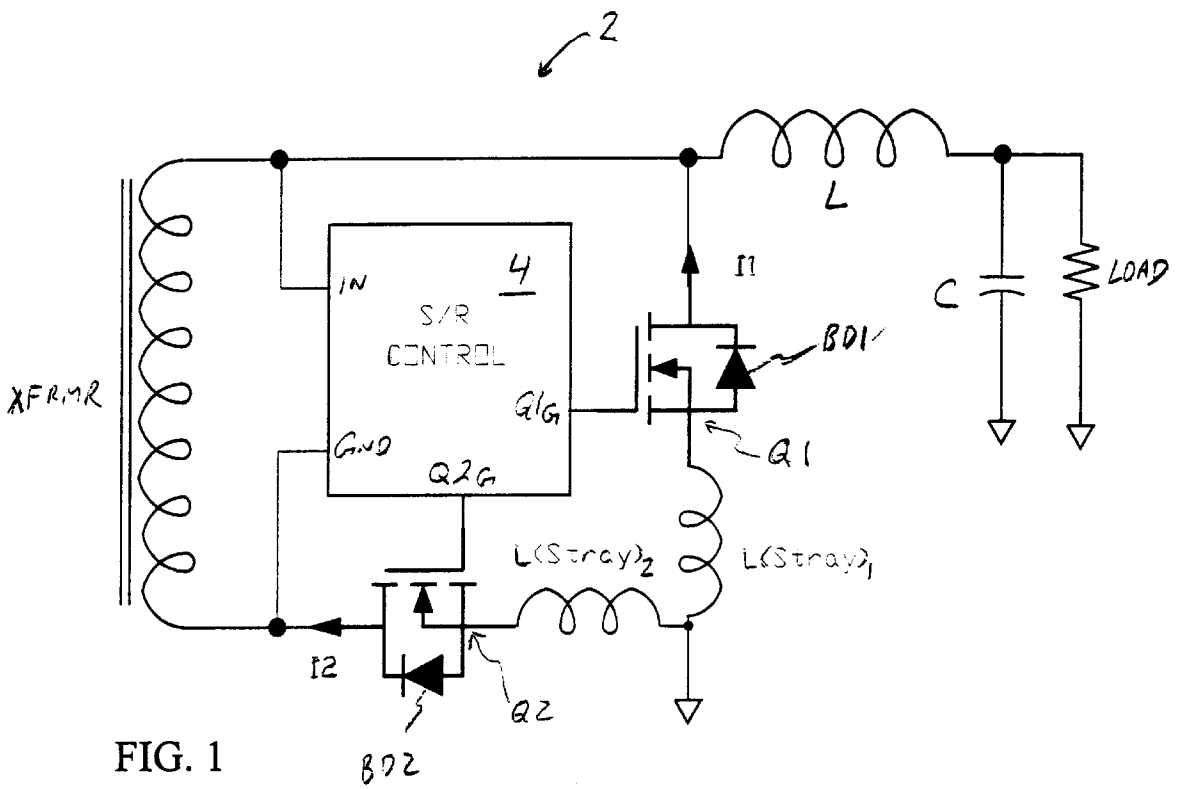 2
L
IN
4
I1
S/R
CONTROL
C
LOAD
BD1
XFRMR
Q1G
GND
Q2G
Q1
L(Stray)2
L(Stray)1
I2
Q2
FIG. 1
BD2